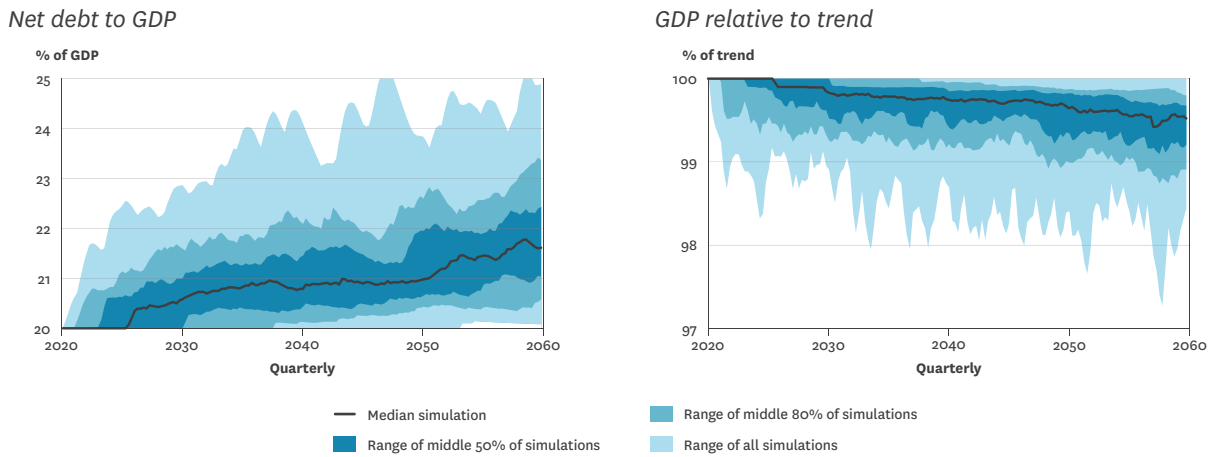 Net debt to GDP
% of GDP
25
24
23
22
21
20
2020
2030
2040
2050
2060
Quarterly
GDP relative to trend
% of trend
100
99
98
97
2020
2030
2040
2050
2060
Quarterly
Median simulation
Range of middle 50% of simulations
Range of middle 80% of simulations
Range of all simulations